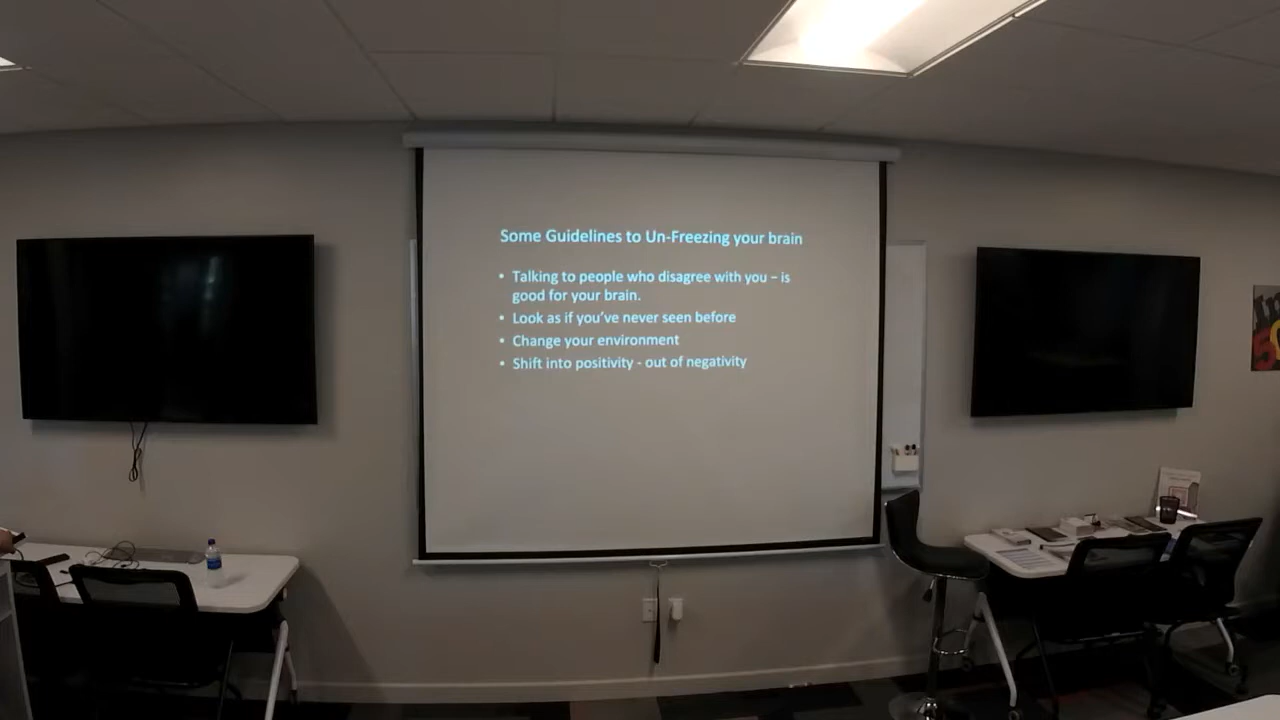 Some Guidelines to Un-Freezing your brain
• Talking to people who disagree with you – is
good for your brain.
• Look as if you've never seen before
• Change your environment
• Shift into positivity - out of negativity